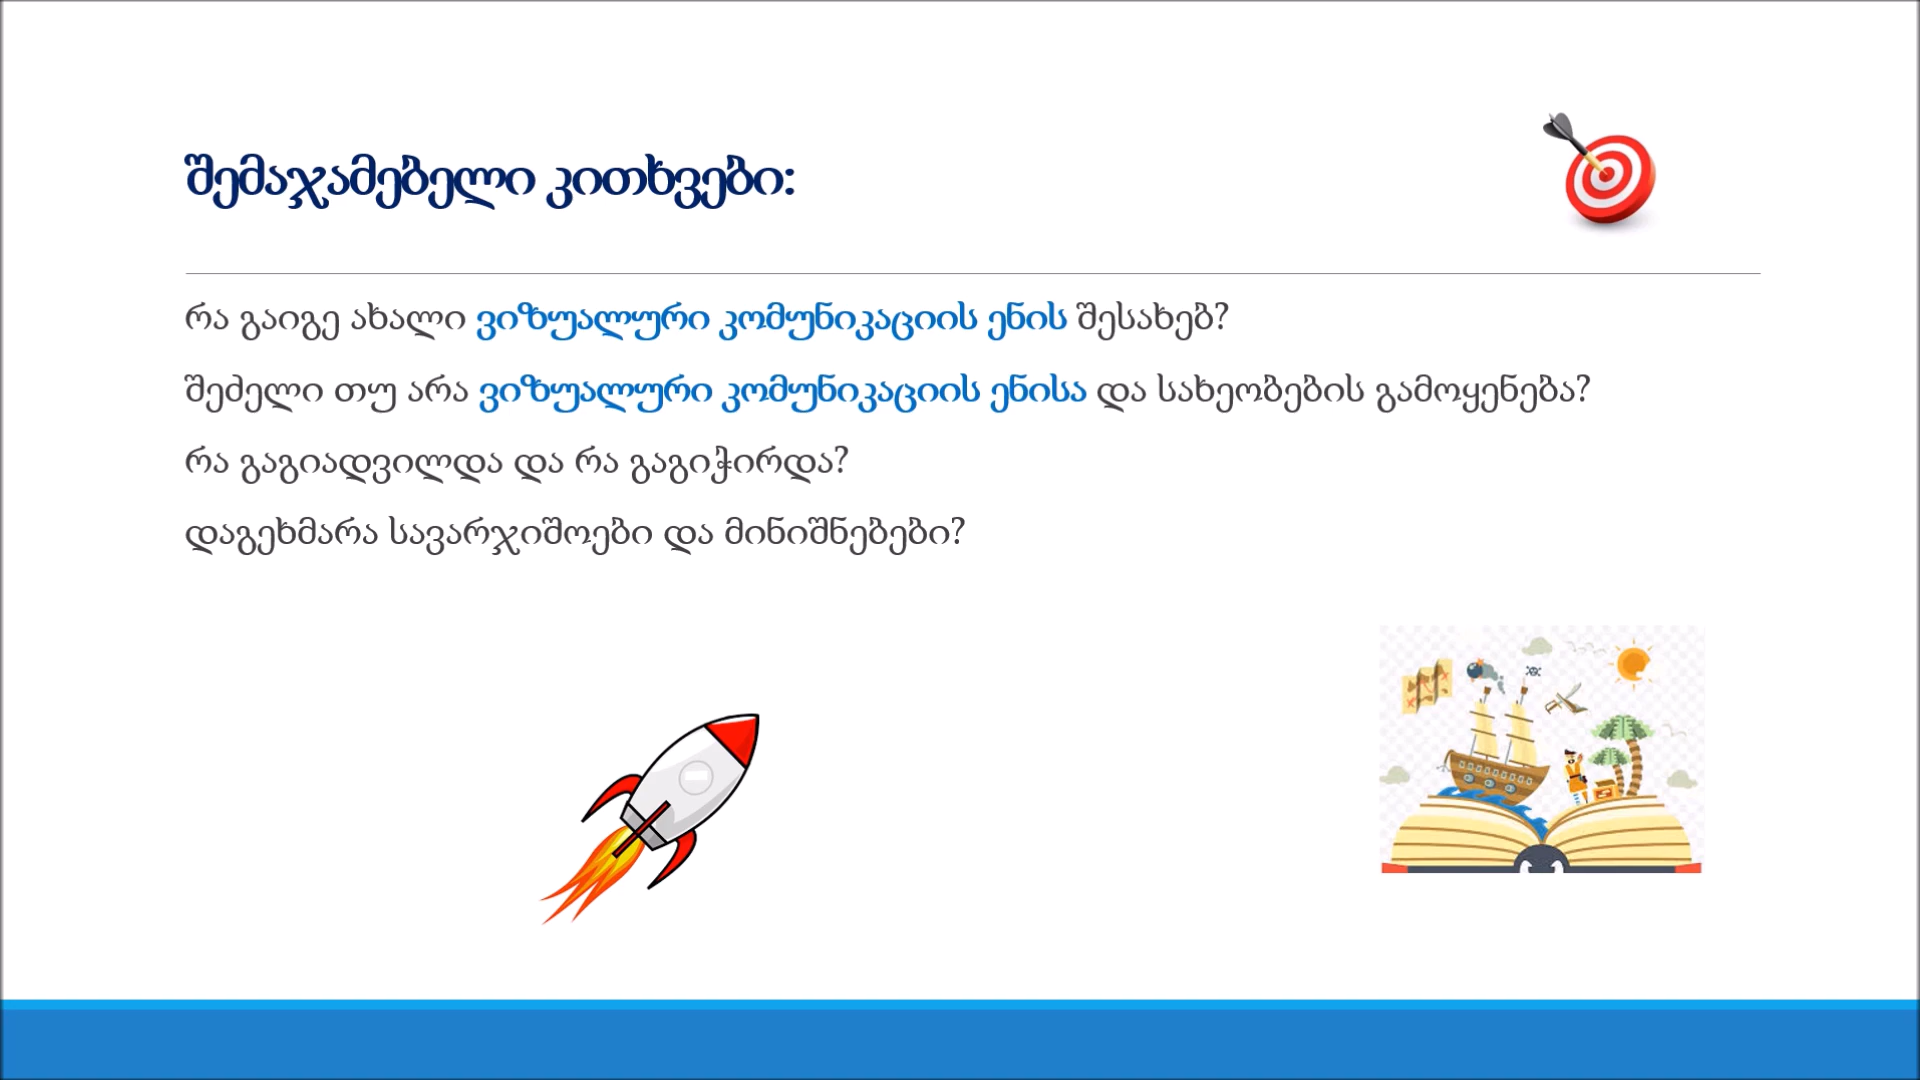 შემაჯამებელი კითხვები:
რა გაიგე ახალი ვიზუალური კომუნიკაციის ენის შესახებ?
შეძელი თუ არა ვიზუალური კომუნიკაციის ენისა და სახეობების გამოყენება?
რა გაგიადვილდა და რა გაგიჭირდა?
დაგეხმარა სავარჯიშოები და მინიშნებები?